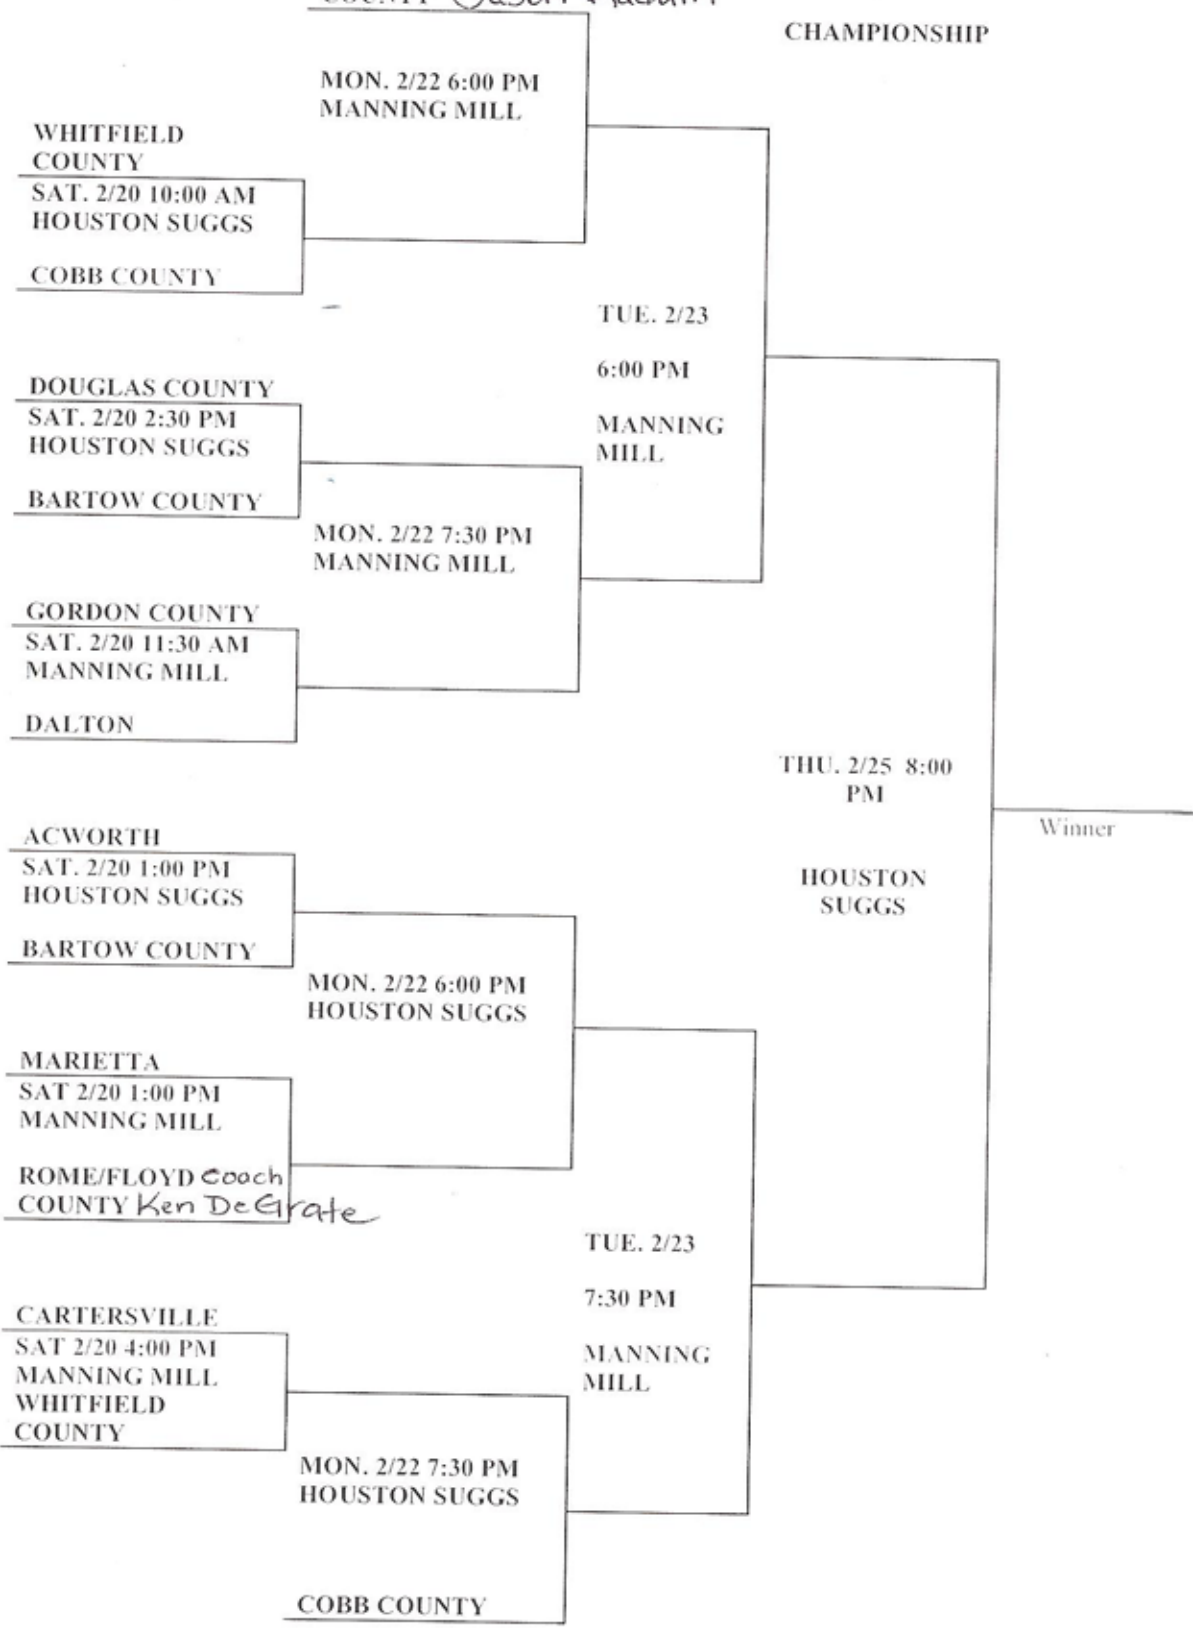 CHAMPIONSHIP
MON. 2/22 6:00 PM
MANNING MILL
WHITFIELD
COUNTY
SAT. 2/20 10:00 AM
HOUSTON SUGGS
COBB COUNTY
TUE. 2/23
6:00 PM
MANNING
MILL
DOUGLAS COUNTY
SAT. 2/20 2:30 PM
HOUSTON SUGGS
BARTOW COUNTY
MON. 2/22 7:30 PM
MANNING MILL
GORDON COUNTY
SAT. 2/20 11:30 AM
MANNING MILL
DALTON
THU. 2/25 8:00
PM
HOUSTON
SUGGS
Winner
ACWORTH
SAT. 2/20 1:00 PM
HOUSTON SUGGS
BARTOW COUNTY
MON. 2/22 6:00 PM
HOUSTON SUGGS
MARIETTA
SAT 2/20 1:00 PM
MANNING MILL
ROME/FLOYD Coach
COUNTY Ken DeGrate
TUE. 2/23
7:30 PM
MANNING
MILL
CARTERSVILLE
SAT 2/20 4:00 PM
MANNING MILL
WHITFIELD
COUNTY
MON. 2/22 7:30 PM
HOUSTON SUGGS
COBB COUNTY